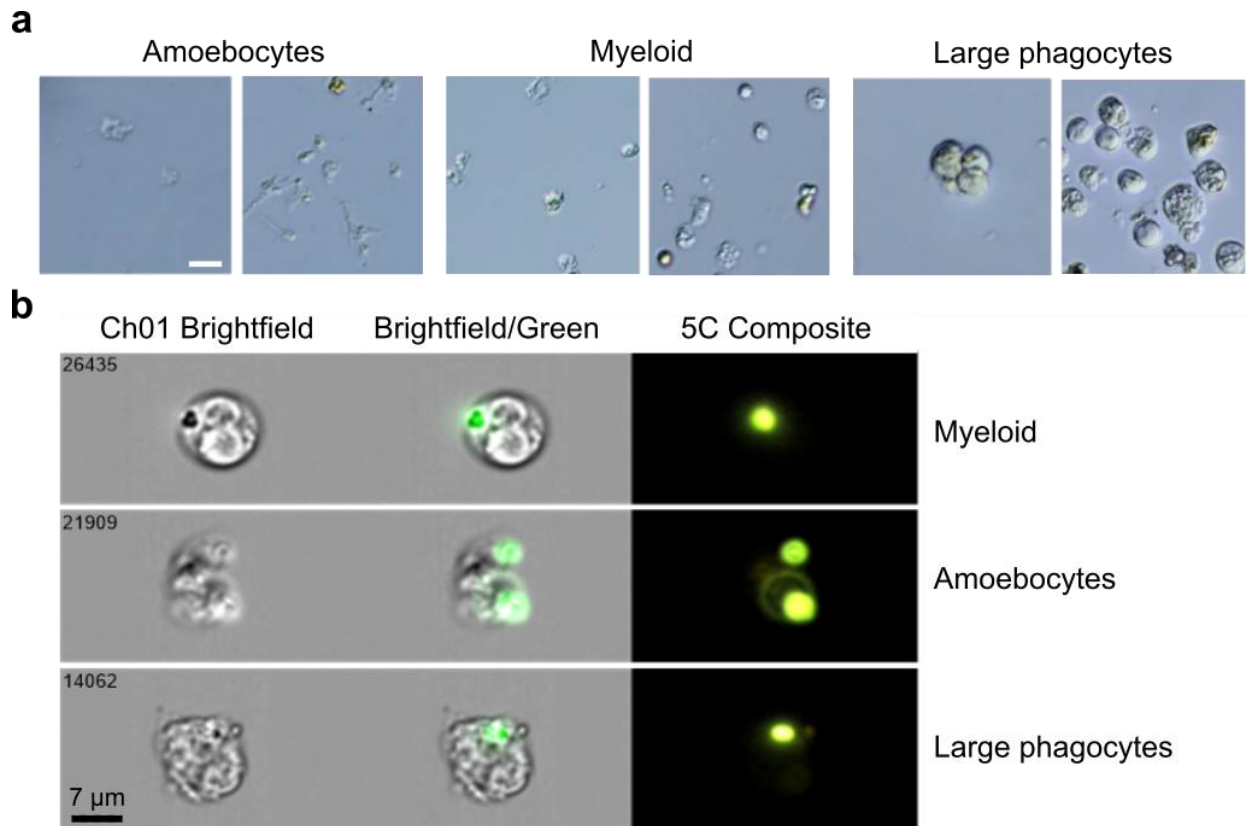 a
Amoebocytes Myeloid Large phagocytes
b
Ch01 Brightfield Brightfield/Green 5C Composite
26435
Myeloid
21909
Amoebocytes
14062
Large phagocytes
7 µm